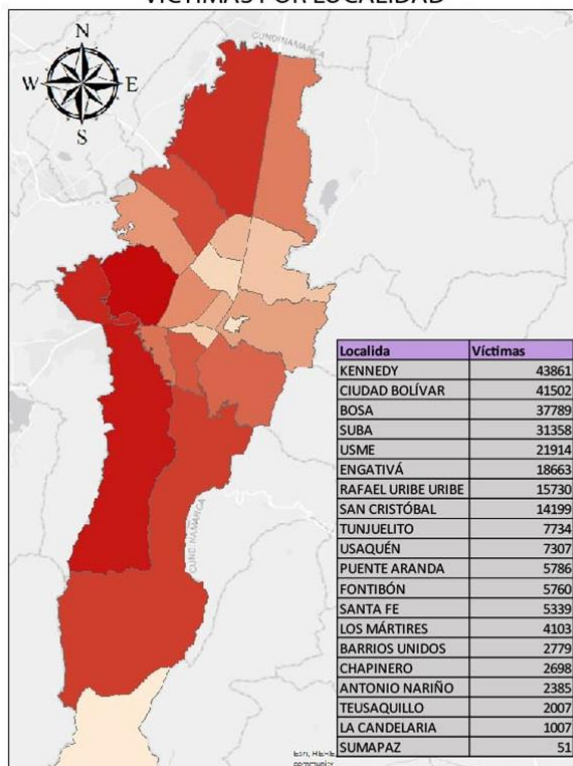 VÍCTIMAS POR LOCALIDAD
N
W E
S
CUNDINAMARCA
CUNDINAMARCA
Localida Víctimas
KENNEDY 43861
CIUDAD BOLÍVAR 41502
BOSA 37789
SUBA 31358
USME 21914
ENGATIVÁ 18663
RAFAEL URIBE URIBE 15730
SAN CRISTÓBAL 14199
TUNJUELITO 7734
USAQUÉN 7307
PUENTE ARANDA 5786
FONTIBÓN 5760
SANTA FE 5339
LOS MÁRTIRES 4103
BARRIOS UNIDOS 2779
CHAPINERO 2698
ANTONIO NARIÑO 2385
TEUSAQUILLO 2007
LA CANDELARIA 1007
SUMAPAZ 51
Esri, HERE